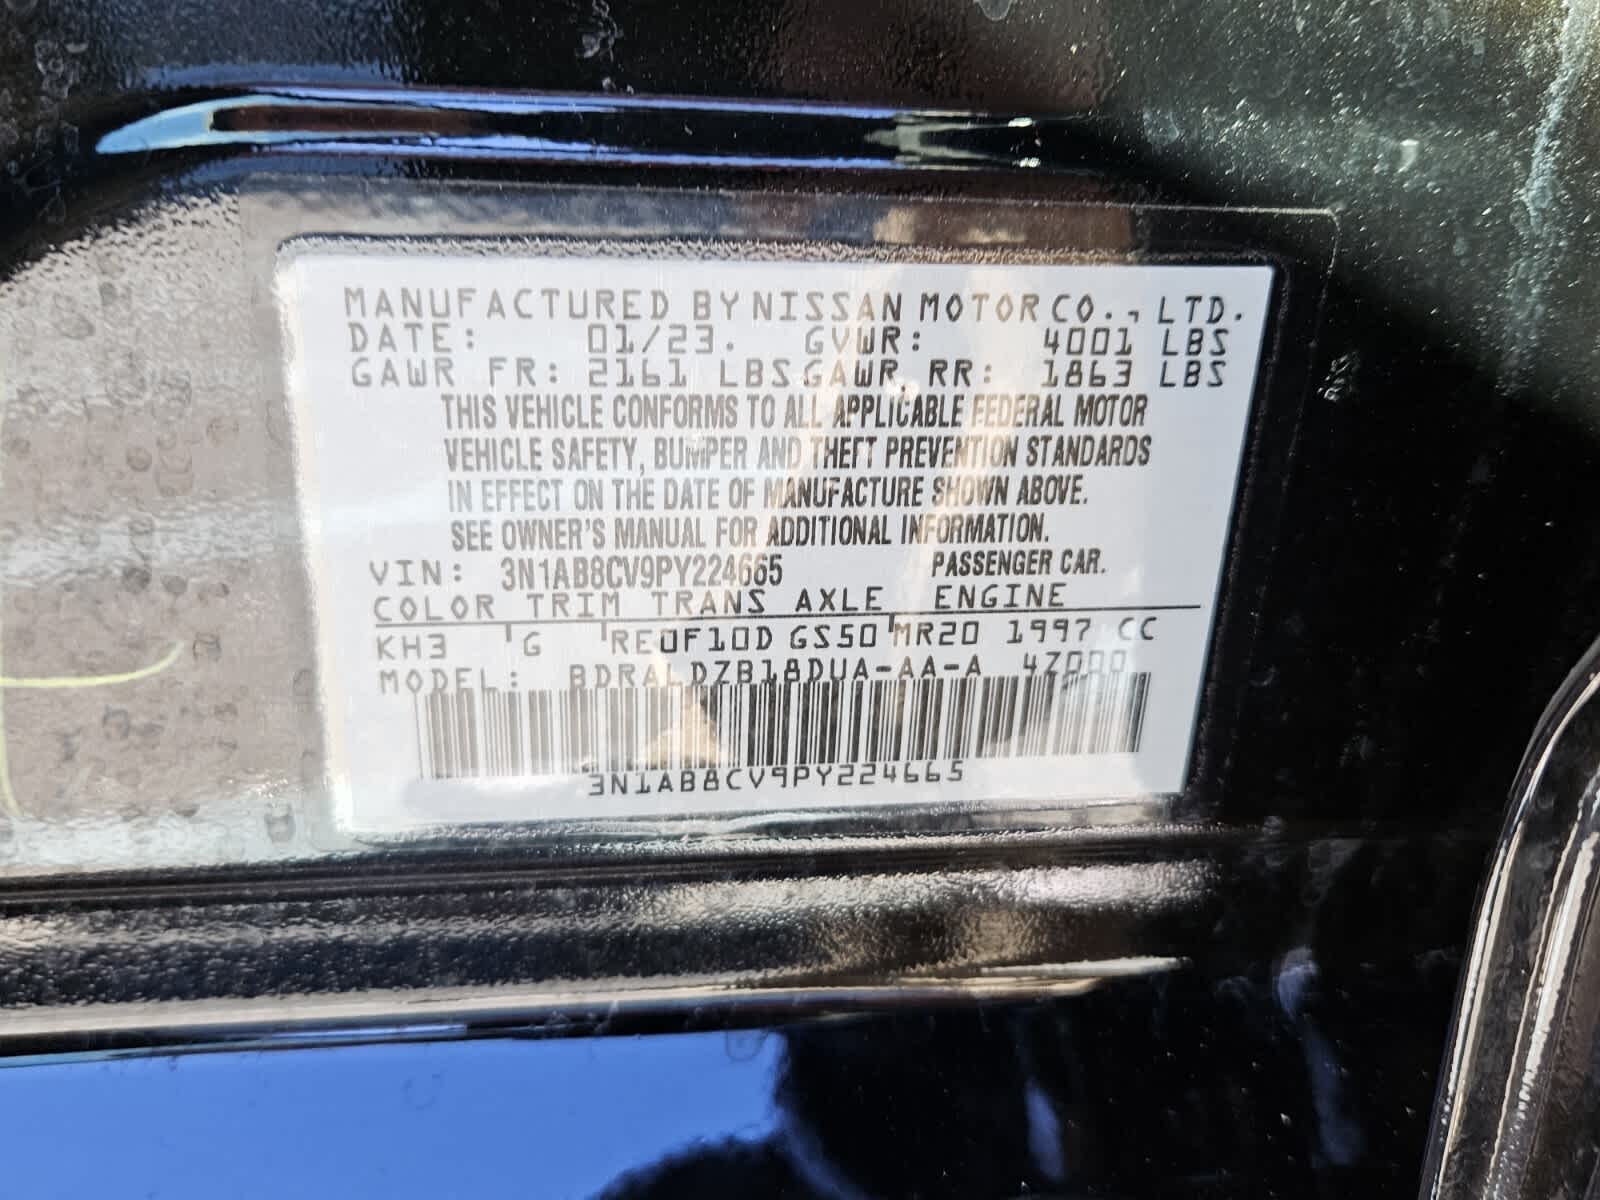 MANUFACTURED BY NISSAN MOTOR CO., LTD.
DATE: 01/23. GVWR: 4001 LBS
GAWR FR: 2161 LBS GAWR RR: 1863 LBS
THIS VEHICLE CONFORMS TO ALL APPLICABLE FEDERAL MOTOR
VEHICLE SAFETY, BUMPER AND THEFT PREVENTION STANDARDS
IN EFFECT ON THE DATE OF MANUFACTURE SHOWN ABOVE.
SEE OWNER'S MANUAL FOR ADDITIONAL INFORMATION.
VIN: 3N1AB8CV9PY224665 PASSENGER CAR.
COLOR TRIM TRANS AXLE ENGINE
KH3 G RE0F10D GS50 MR20 1997 CC
MODEL: BDRALDZB18DUA-AA-A 4Z000
3N1AB8CV9PY224665